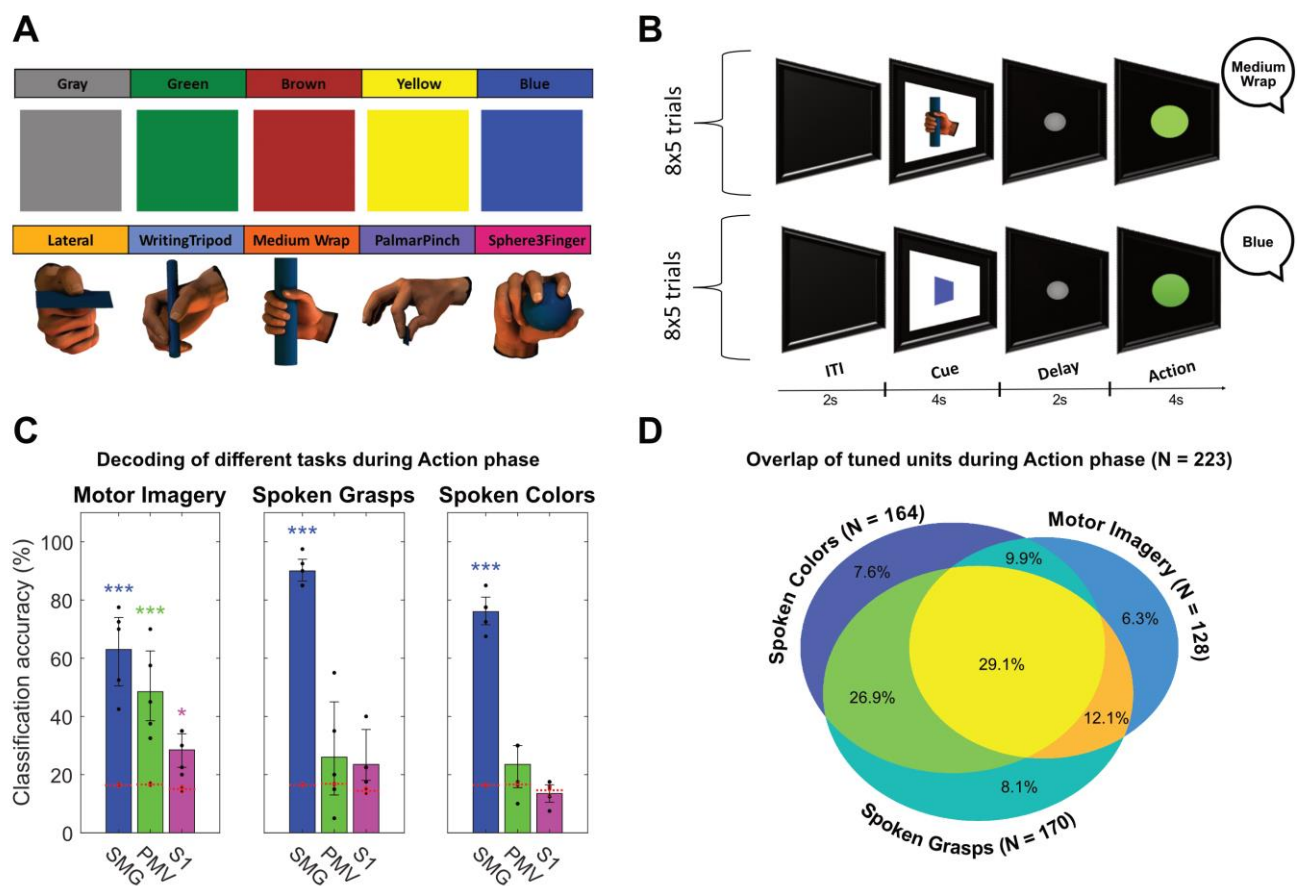 A
Gray Green Brown Yellow Blue
Lateral WritingTripod Medium Wrap PalmarPinch Sphere3Finger
B
8x5 trials
Medium
Wrap
8x5 trials
Blue
ITI Cue Delay Action
2s 4s 2s 4s
C
Decoding of different tasks during Action phase
Motor Imagery Spoken Grasps Spoken Colors
Classification accuracy (%)
100
80
60
40
20
0
*** *** *
***
***
SMG PMV S1
SMG PMV S1
SMG PMV S1
D
Overlap of tuned units during Action phase (N = 223)
Spoken Colors (N = 164)
Motor Imagery (N = 128)
Spoken Grasps (N = 170)
7.6%
9.9%
6.3%
29.1%
26.9%
12.1%
8.1%